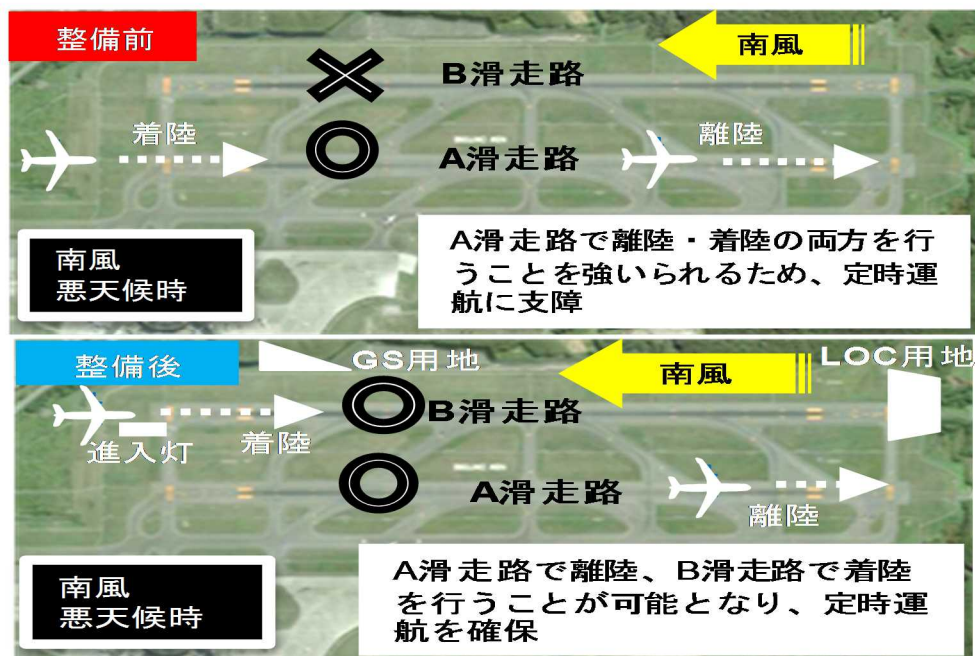 整備前
南風
B滑走路
着陸
A滑走路
離陸
南風
悪天候時
A滑走路で離陸・着陸の両方を行
うことを強いられるため、定時運
航に支障
整備後
GS用地
南風
LOC用地
B滑走路
進入灯
着陸
A滑走路
離陸
南風
悪天候時
A滑走路で離陸、B滑走路で着陸
を行うことが可能となり、定時運
航を確保